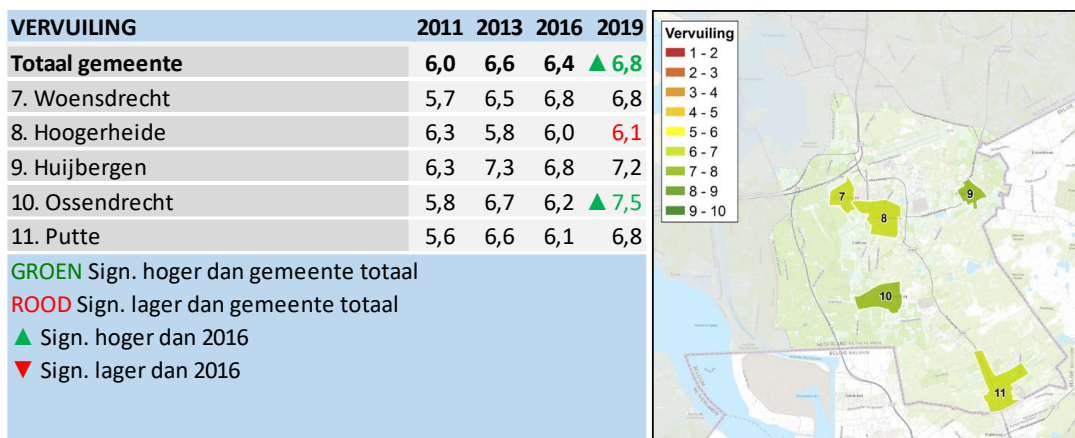 VERVUILING 2011 2013 2016 2019
Totaal gemeente 6,0 6,6 6,4 ▲ 6,8
7. Woensdrecht 5,7 6,5 6,8 6,8
8. Hoogerheide 6,3 5,8 6,0 6,1
9. Huijbergen 6,3 7,3 6,8 7,2
10. Ossendrecht 5,8 6,7 6,2 ▲ 7,5
11. Putte 5,6 6,6 6,1 6,8
GROEN Sign. hoger dan gemeente totaal
ROOD Sign. lager dan gemeente totaal
▲ Sign. hoger dan 2016
▼ Sign. lager dan 2016
Vervuiling
1 - 2
2 - 3
3 - 4
4 - 5
5 - 6
6 - 7
7 - 8
8 - 9
9 - 10
7
8
9
10
11